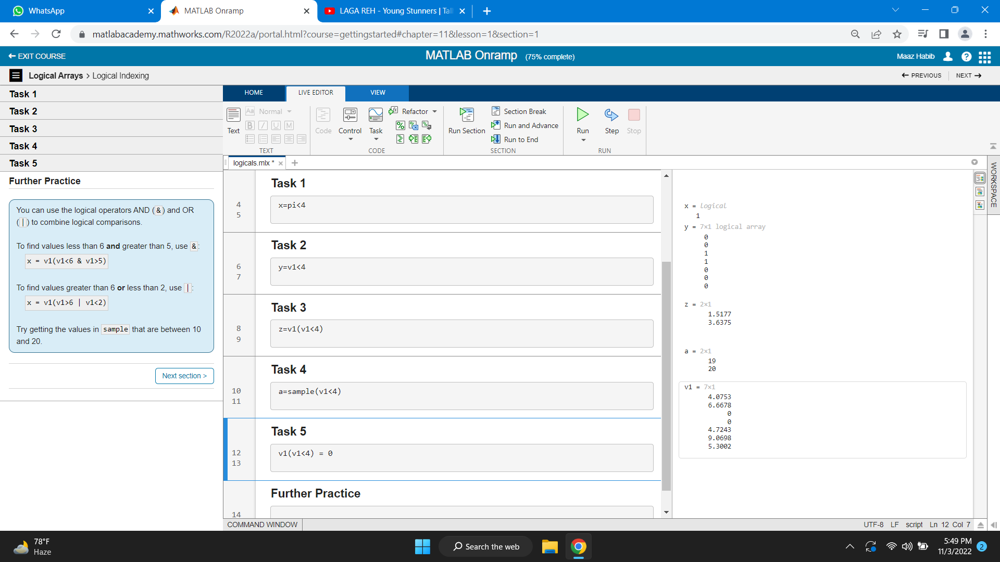 WhatsApp
MATLAB Onramp
LAGA REH - Young Stunners | Tal
matlabacademy.mathworks.com/R2022a/portal.html?course=gettingstarted#chapter=11&lesson=1&section=1
EXIT COURSE
MATLAB Onramp (75% complete)
Maaz Habib
Logical Arrays > Logical Indexing
PREVIOUS
NEXT
Task 1
Task 2
Task 3
Task 4
Task 5
Further Practice
You can use the logical operators AND (&) and OR
(|) to combine logical comparisons.
To find values less than 6 and greater than 5, use &:
x = v1(v1<6 & v1>5)
To find values greater than 6 or less than 2, use |:
x = v1(v1>6 | v1<2)
Try getting the values in sample that are between 10
and 20.
Next section >
HOME
LIVE EDITOR
VIEW
Text
Aa Normal
B I U M
TEXT
Code
Control
Task
Refactor
CODE
Run Section
Section Break
Run and Advance
Run to End
SECTION
Run
Step
Stop
RUN
logicals.mlx *
WORKSPACE
Task 1
4 x=pi<4
5
Task 2
6 y=v1<4
7
Task 3
8 z=v1(v1<4)
9
Task 4
10 a=sample(v1<4)
11
Task 5
12 v1(v1<4) = 0
13
Further Practice
14
x = logical
1
y = 7×1 logical array
0
0
1
1
0
0
0
z = 2×1
1.5177
3.6375
a = 2×1
19
20
v1 = 7×1
4.0753
6.6678
0
0
4.7243
9.0698
5.3002
COMMAND WINDOW
UTF-8 LF script Ln 12 Col 7
78°F
Haze
Search the web
5:49 PM
11/3/2022
2